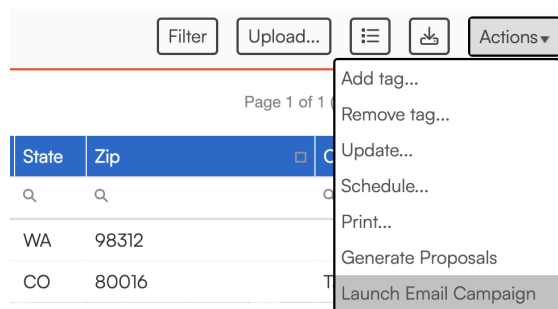 Filter Upload... Actions▾
Page 1 of 1 (
Add tag...
Remove tag...
State Zip
Update...
Schedule...
Print...
WA 98312
Generate Proposals
CO 80016
Launch Email Campaign